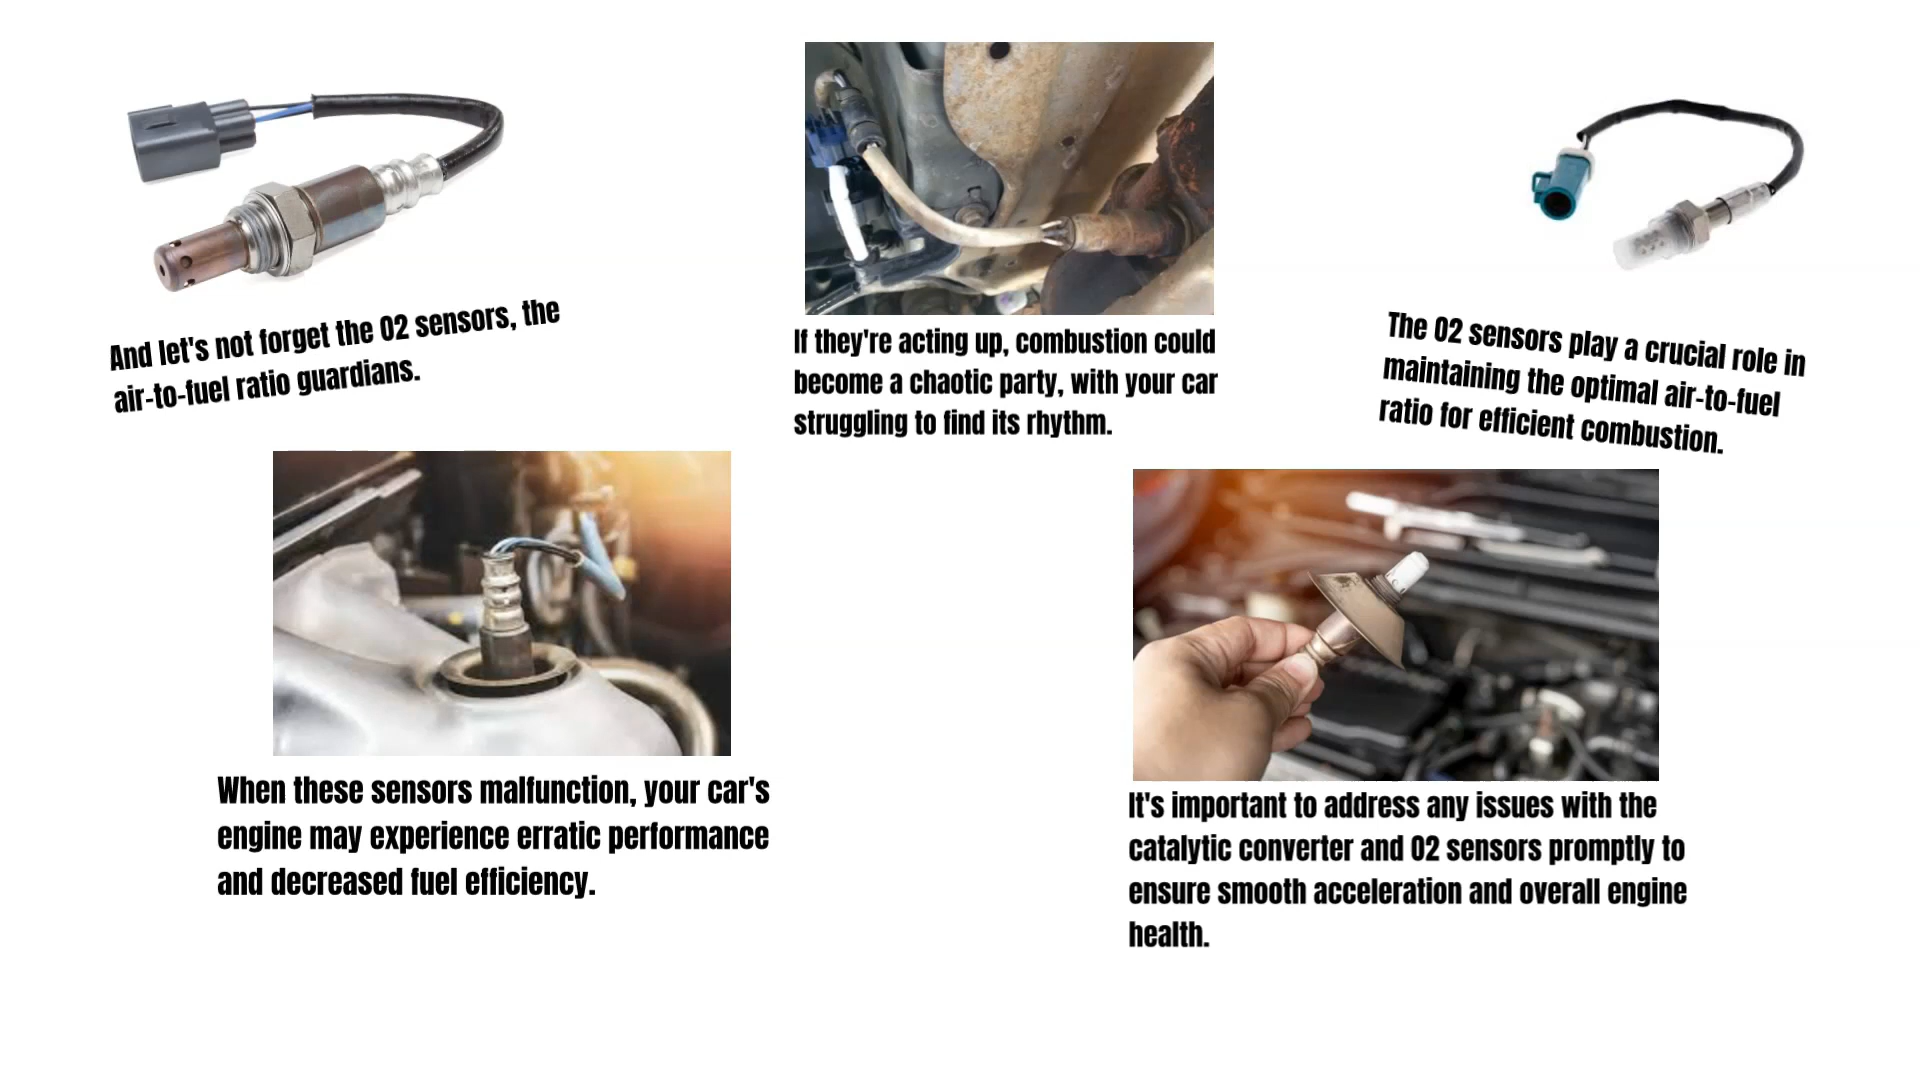 And let's not forget the O2 sensors, the
air-to-fuel ratio guardians.
If they're acting up, combustion could
become a chaotic party, with your car
struggling to find its rhythm.
The O2 sensors play a crucial role in
maintaining the optimal air-to-fuel
ratio for efficient combustion.
When these sensors malfunction, your car's
engine may experience erratic performance
and decreased fuel efficiency.
It's important to address any issues with the
catalytic converter and O2 sensors promptly to
ensure smooth acceleration and overall engine
health.